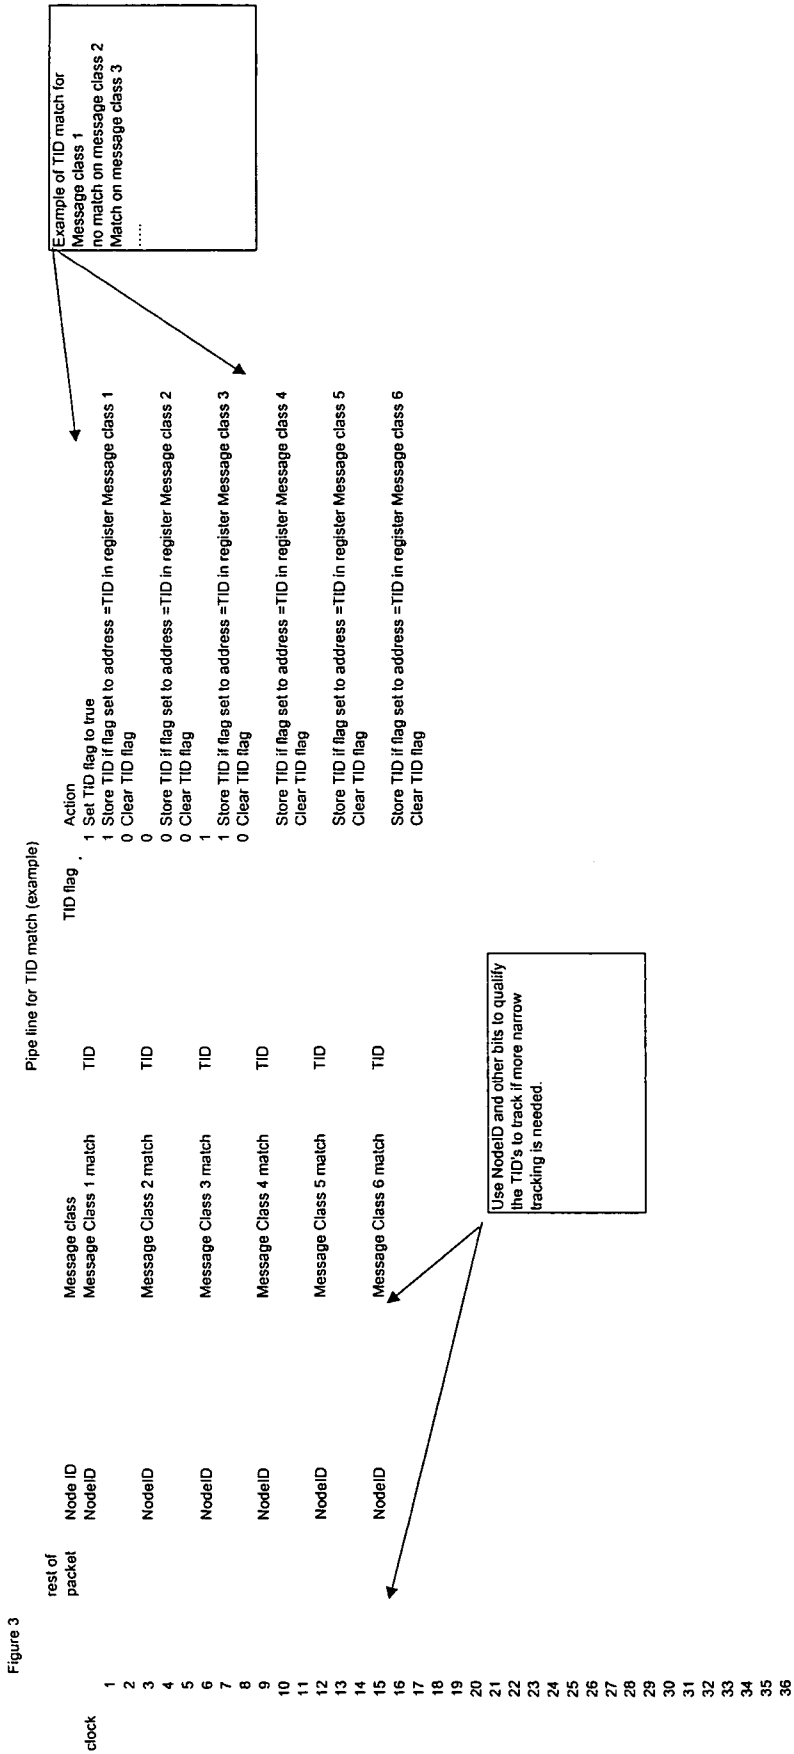 Figure 3
Pipe line for TID match (example)
rest of
packet Node ID Message class TID flag Action
clock NodeID Message Class 1 match TID 1 Set TID flag to true
1 1 Store TID if flag set to address =TID in register Message class 1
2 0 Clear TID flag
3 NodeID Message Class 2 match TID 0
4 0 Store TID if flag set to address =TID in register Message class 2
5 0 Clear TID flag
6 NodeID Message Class 3 match TID 1
7 1 Store TID if flag set to address =TID in register Message class 3
8 0 Clear TID flag
9 NodeID Message Class 4 match TID
10 Store TID if flag set to address =TID in register Message class 4
11 Clear TID flag
12 NodeID Message Class 5 match TID
13 Store TID if flag set to address =TID in register Message class 5
14 Clear TID flag
15 NodeID Message Class 6 match TID
16 Store TID if flag set to address =TID in register Message class 6
17 Clear TID flag
18
19
20
21
22
23
24
25
26
27
28
29
30
31
32
33
34
35
36
Example of TID match for
Message class 1
no match on message class 2
Match on message class 3
.....
Use NodeID and other bits to qualify
the TID's to track if more narrow
tracking is needed.